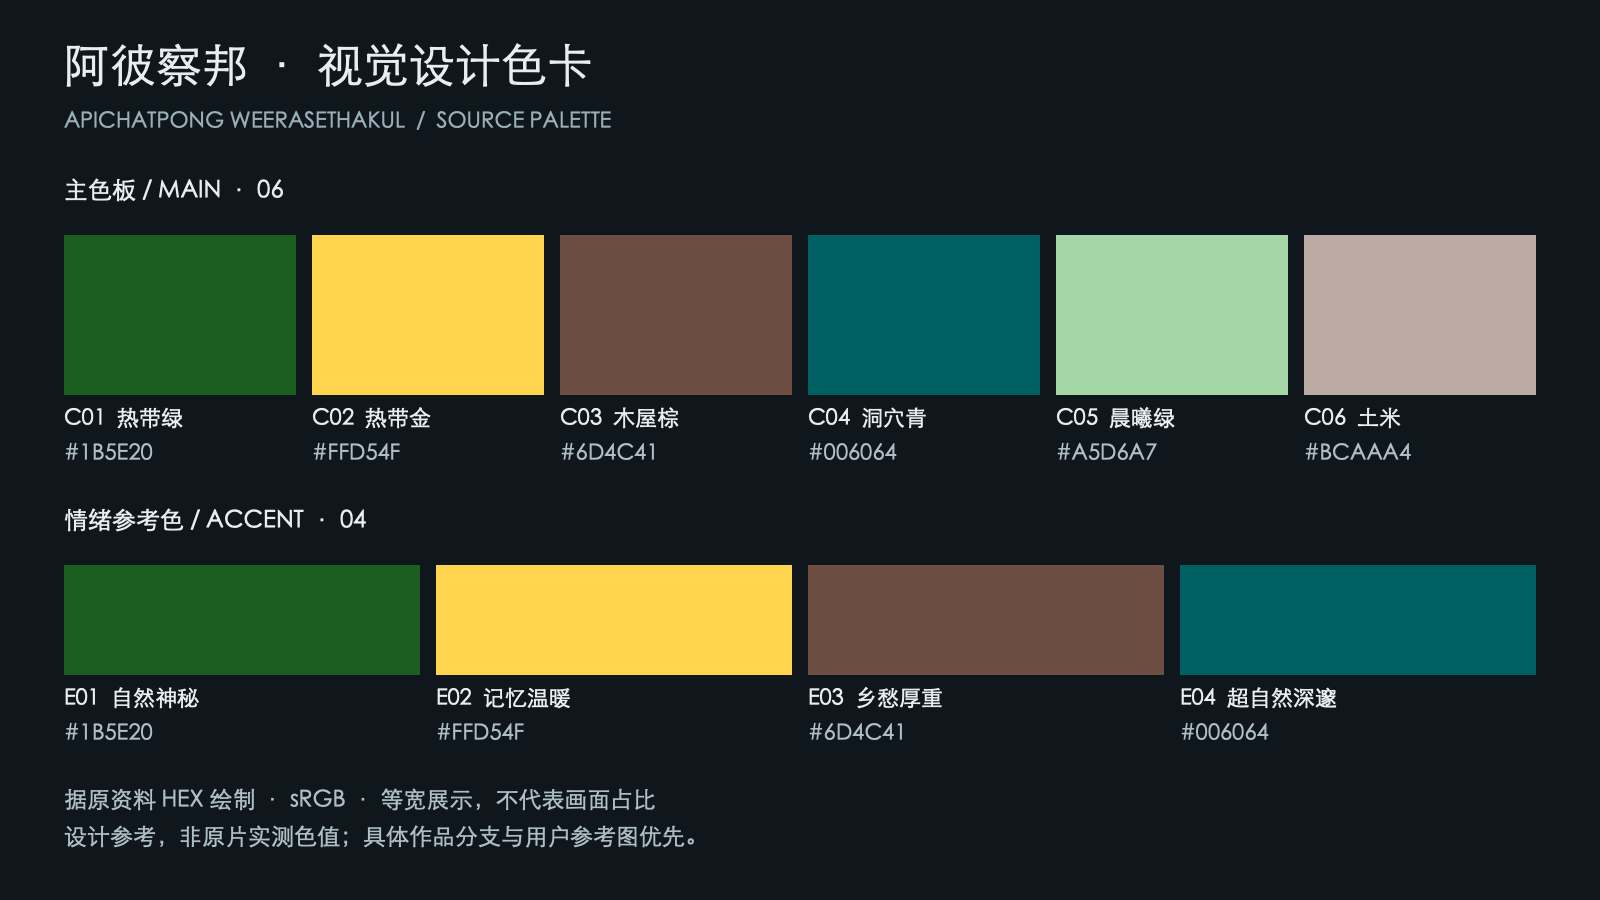 阿彼察邦 · 视觉设计色卡
APICHATPONG WEERASETHAKUL / SOURCE PALETTE
主色板 / MAIN · 06
C01 热带绿
#1B5E20
C02 热带金
#FFD54F
C03 木屋棕
#6D4C41
C04 洞穴青
#006064
C05 晨曦绿
#A5D6A7
C06 土米
#BCAAA4
情绪参考色 / ACCENT · 04
E01 自然神秘
#1B5E20
E02 记忆温暖
#FFD54F
E03 乡愁厚重
#6D4C41
E04 超自然深邃
#006064
据原资料 HEX 绘制 · sRGB · 等宽展示，不代表画面占比
设计参考，非原片实测色值；具体作品分支与用户参考图优先。